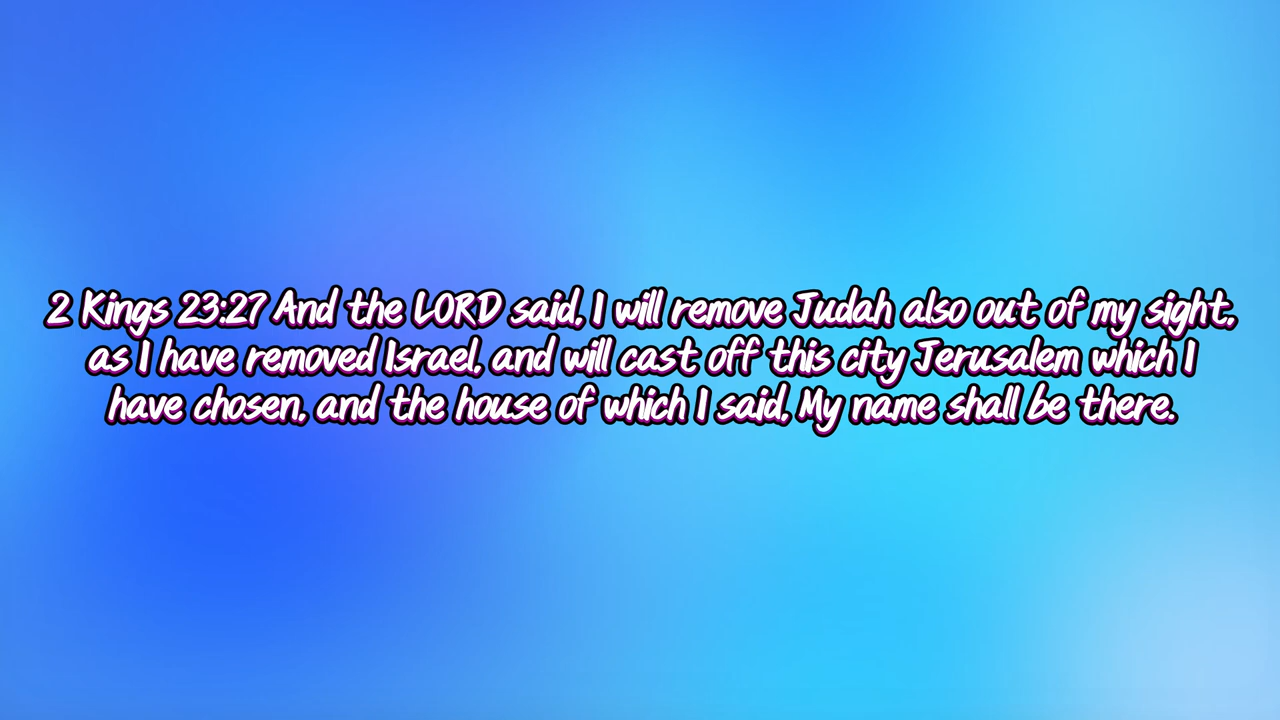 2 Kings 23:27 And the LORD said, I will remove Judah also out of my sight,
as I have removed Israel, and will cast off this city Jerusalem which I
have chosen, and the house of which I said, My name shall be there.